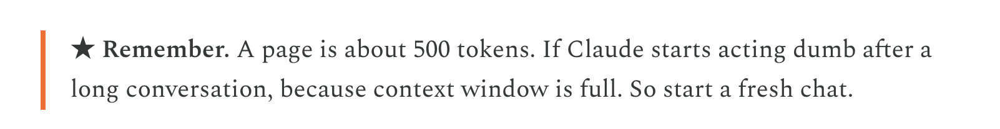 ★ Remember. A page is about 500 tokens. If Claude starts acting dumb after a
long conversation, because context window is full. So start a fresh chat.